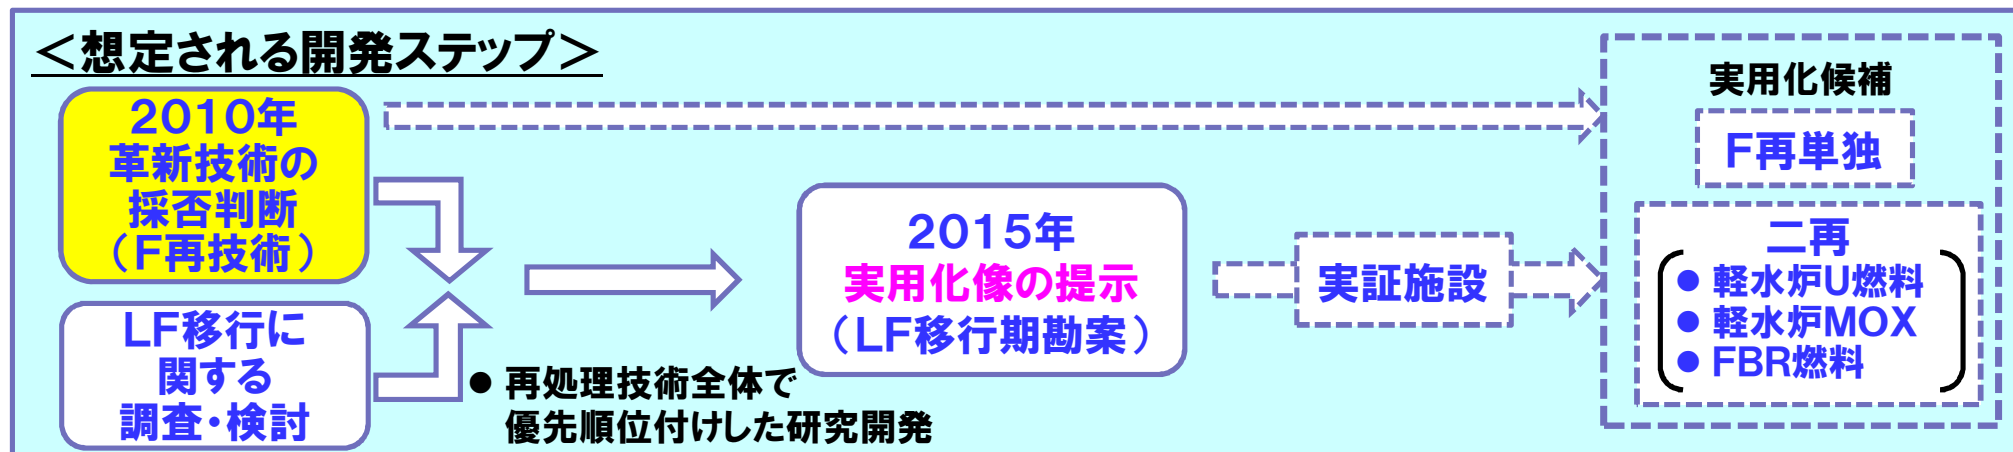 ＜想定される開発ステップ＞
2010年
革新技術の
採否判断
（F再技術）
LF移行に
関する
調査・検討
● 再処理技術全体で
優先順位付けした研究開発
2015年
実用化像の提示
（LF移行期勘案）
実証施設
実用化候補
F再単独
二再
● 軽水炉U燃料
● 軽水炉MOX
● FBR燃料